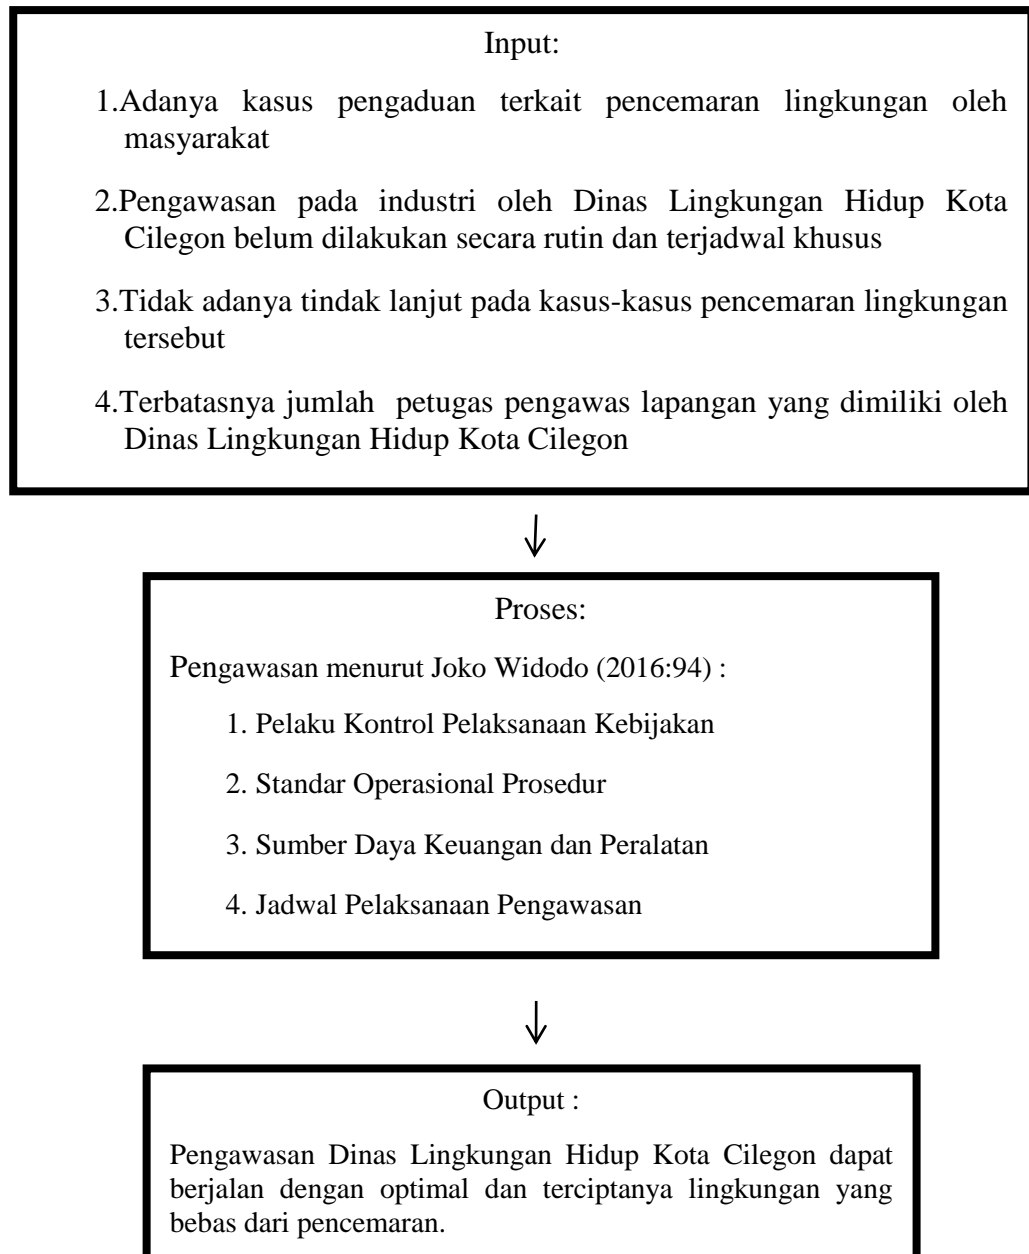 Input:
1.Adanya kasus pengaduan terkait pencemaran lingkungan oleh
masyarakat
2.Pengawasan pada industri oleh Dinas Lingkungan Hidup Kota
Cilegon belum dilakukan secara rutin dan terjadwal khusus
3.Tidak adanya tindak lanjut pada kasus-kasus pencemaran lingkungan
tersebut
4.Terbatasnya jumlah petugas pengawas lapangan yang dimiliki oleh
Dinas Lingkungan Hidup Kota Cilegon
Proses:
Pengawasan menurut Joko Widodo (2016:94) :
1. Pelaku Kontrol Pelaksanaan Kebijakan
2. Standar Operasional Prosedur
3. Sumber Daya Keuangan dan Peralatan
4. Jadwal Pelaksanaan Pengawasan
Output :
Pengawasan Dinas Lingkungan Hidup Kota Cilegon dapat
berjalan dengan optimal dan terciptanya lingkungan yang
bebas dari pencemaran.